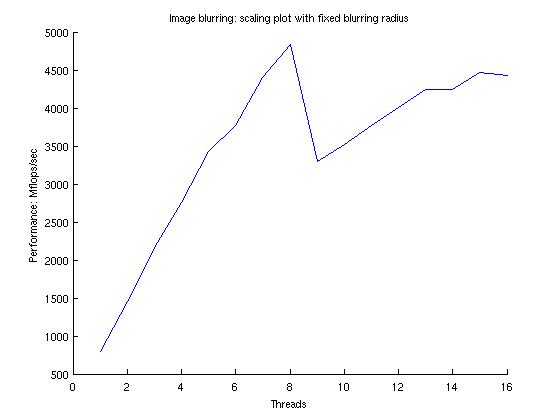 Image blurring: scaling plot with fixed blurring radius
5000
4500
4000
3500
3000
2500
2000
1500
1000
500
Performance: Mflops/sec
0 2 4 6 8 10 12 14 16
Threads